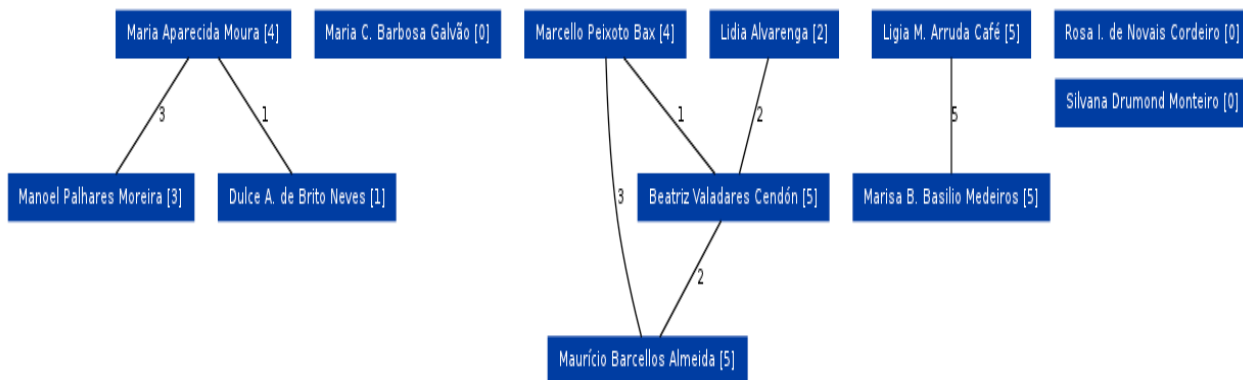 Maria Aparecida Moura [4]
Maria C. Barbosa Galvão [0]
Marcello Peixoto Bax [4]
Lidia Alvarenga [2]
Ligia M. Arruda Café [5]
Rosa I. de Novais Cordeiro [0]
Silvana Drumond Monteiro [0]
3
1
1
2
5
Manoel Palhares Moreira [3]
Dulce A. de Brito Neves [1]
3
Beatriz Valadares Cendón [5]
Marisa B. Basilio Medeiros [5]
2
Maurício Barcellos Almeida [5]